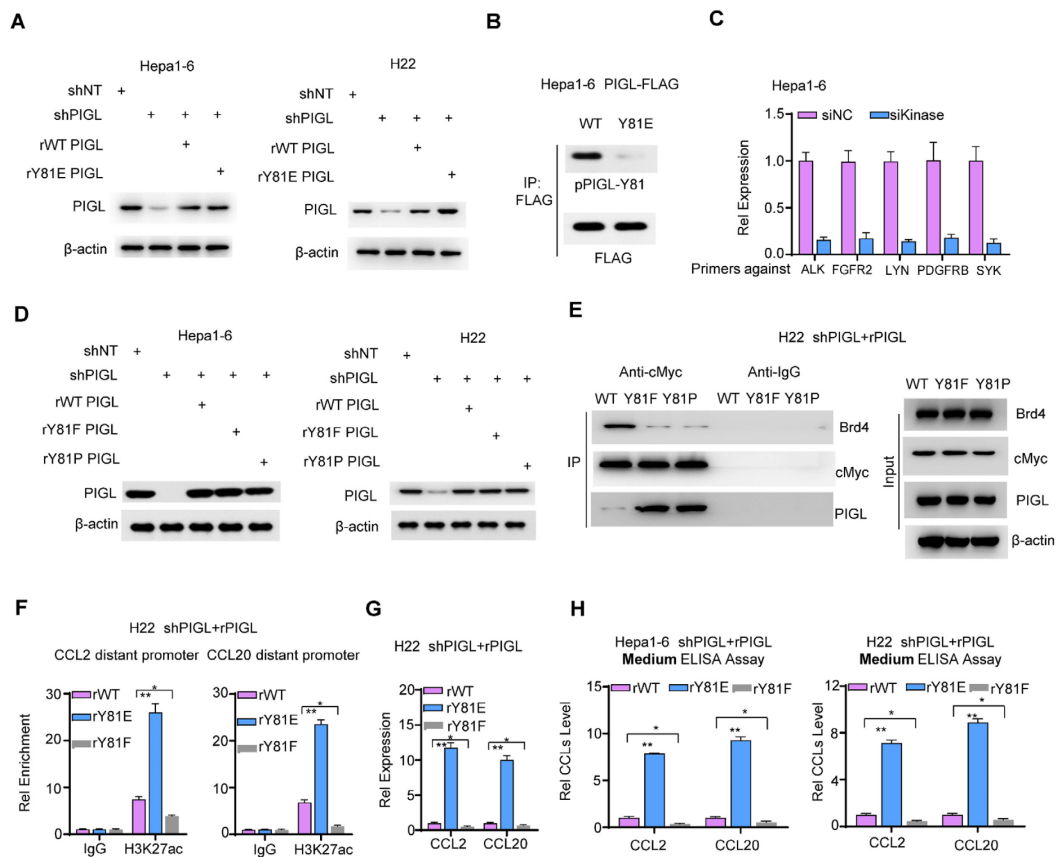 A
Hepa1-6
shNT +
shPIGL + + +
rWT PIGL +
rY81E PIGL +
PIGL
β-actin
H22
shNT +
shPIGL + + +
rWT PIGL +
rY81E PIGL +
PIGL
β-actin
B
Hepa1-6 PIGL-FLAG
WT Y81E
IP:
FLAG
pPIGL-Y81
FLAG
C
Hepa1-6
siNC siKinase
Rel Expression
1.5
1.0
0.5
0.0
Primers against ALK FGFR2 LYN PDGFRB SYK
D
Hepa1-6
shNT +
shPIGL + + + +
rWT PIGL +
rY81F PIGL +
rY81P PIGL +
PIGL
β-actin
H22
shNT +
shPIGL + + + +
rWT PIGL +
rY81F PIGL +
rY81P PIGL +
PIGL
β-actin
E
H22 shPIGL+rPIGL
Anti-cMyc Anti-IgG
WT Y81F Y81P WT Y81F Y81P
IP
Brd4
cMyc
PIGL
WT Y81F Y81P
Input
Brd4
cMyc
PIGL
β-actin
F
H22 shPIGL+rPIGL
CCL2 distant promoter
Rel Enrichment
30
20
10
0
rWT
rY81E
rY81F
*
**
IgG H3K27ac
CCL20 distant promoter
30
20
10
0
rWT
rY81E
rY81F
*
**
IgG H3K27ac
G
H22 shPIGL+rPIGL
Rel Expression
20
15
10
5
0
rWT
rY81E
rY81F
** * ** *
CCL2 CCL20
H
Hepa1-6 shPIGL+rPIGL
Medium ELISA Assay
rWT rY81E rY81F
Rel CCLs Level
15
10
5
0
* *
** **
CCL2 CCL20
H22 shPIGL+rPIGL
Medium ELISA Assay
rWT rY81E rY81F
Rel CCLs Level
12
8
4
0
* *
** **
CCL2 CCL20